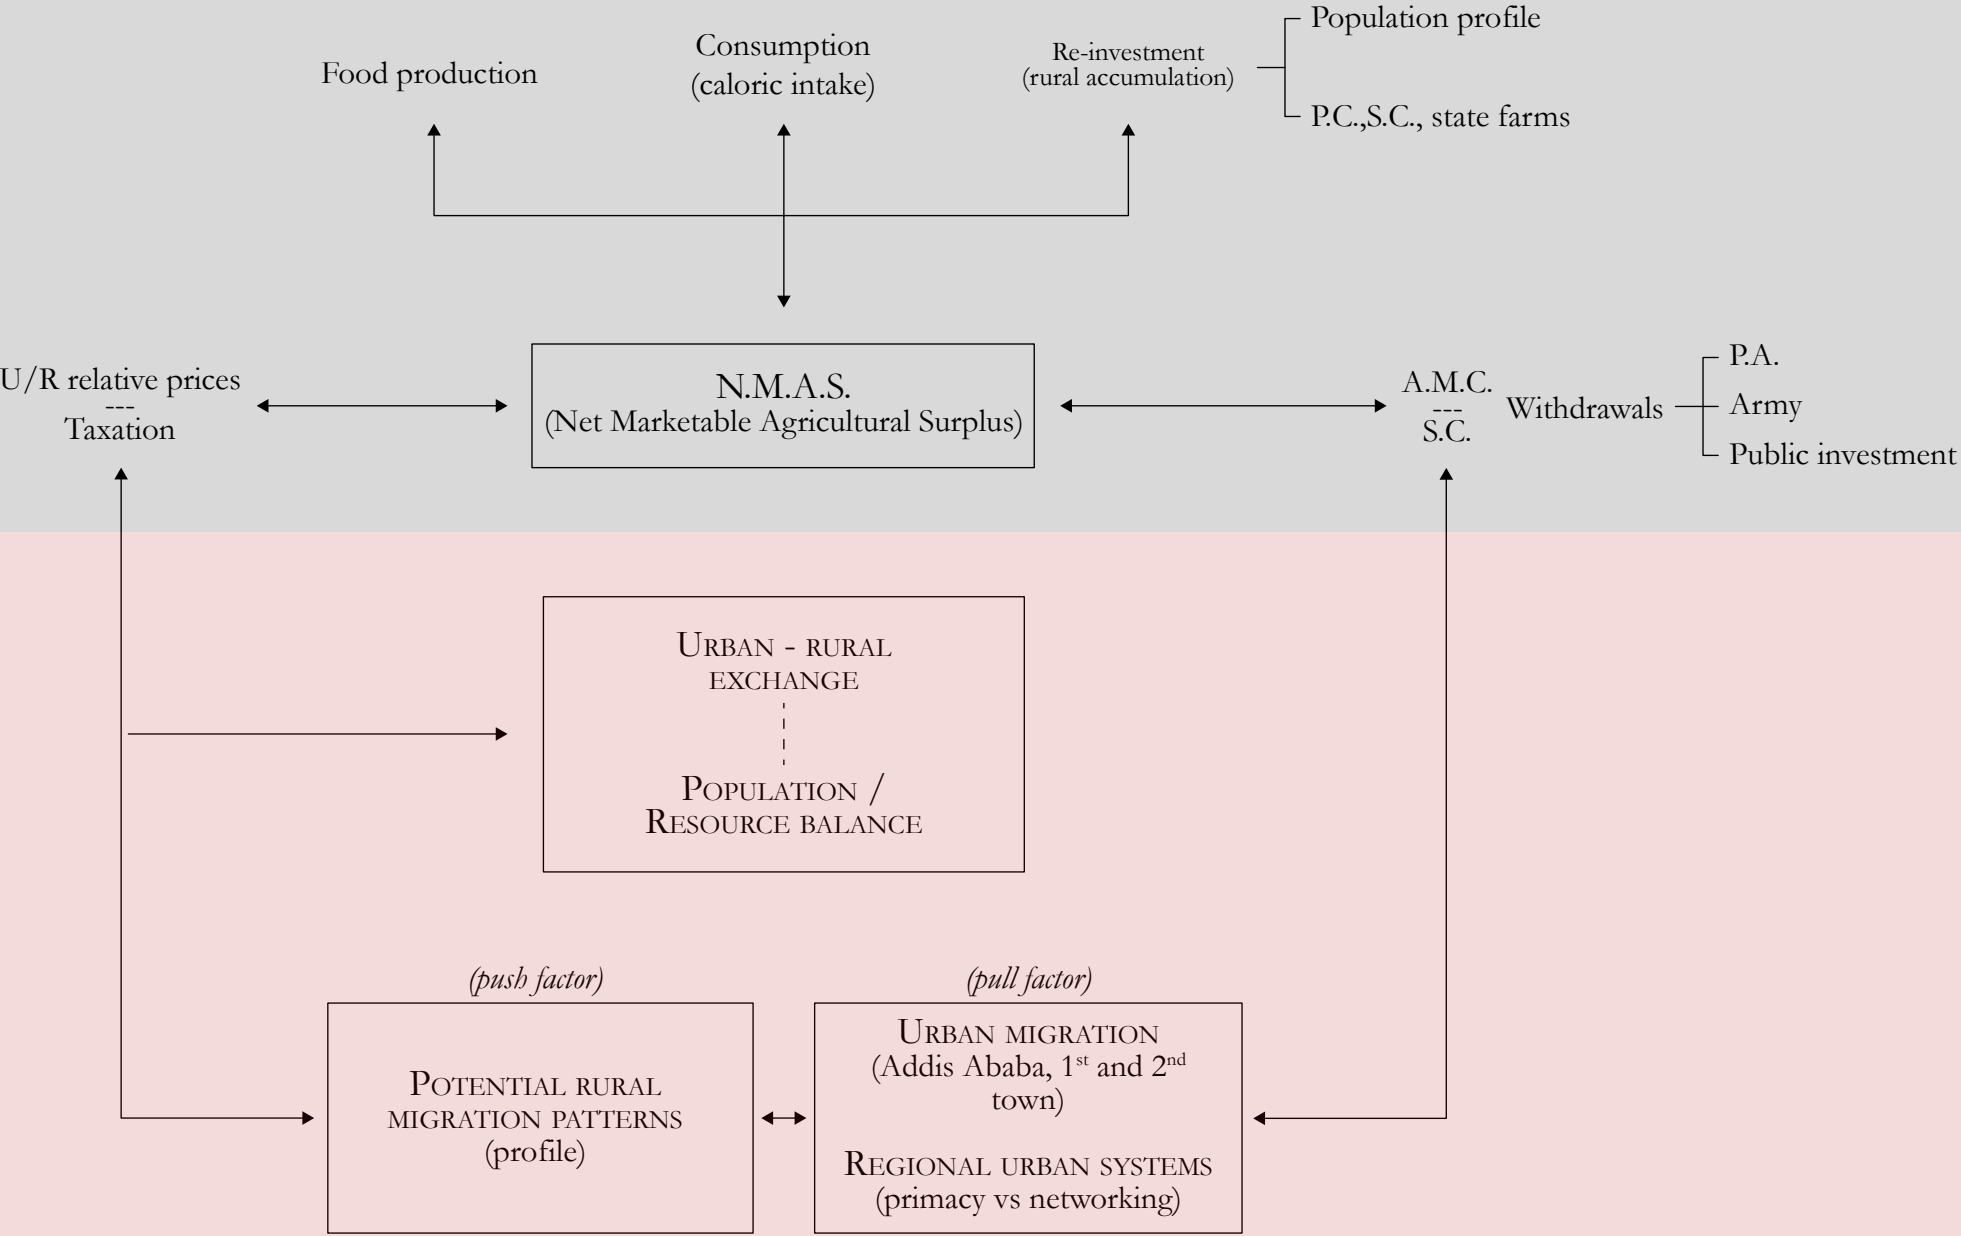 Population profile
Consumption
(caloric intake)
Food production
Re-investment
(rural accumulation)
P.C.,S.C., state farms
U/R relative prices
---
Taxation
N.M.A.S.
(Net Marketable Agricultural Surplus)
A.M.C.
---
S.C.
Withdrawals
P.A.
Army
Public investment
URBAN - RURAL
EXCHANGE
POPULATION /
RESOURCE BALANCE
(push factor)
POTENTIAL RURAL
MIGRATION PATTERNS
(profile)
(pull factor)
URBAN MIGRATION
(Addis Ababa, 1st and 2nd
town)
REGIONAL URBAN SYSTEMS
(primacy vs networking)